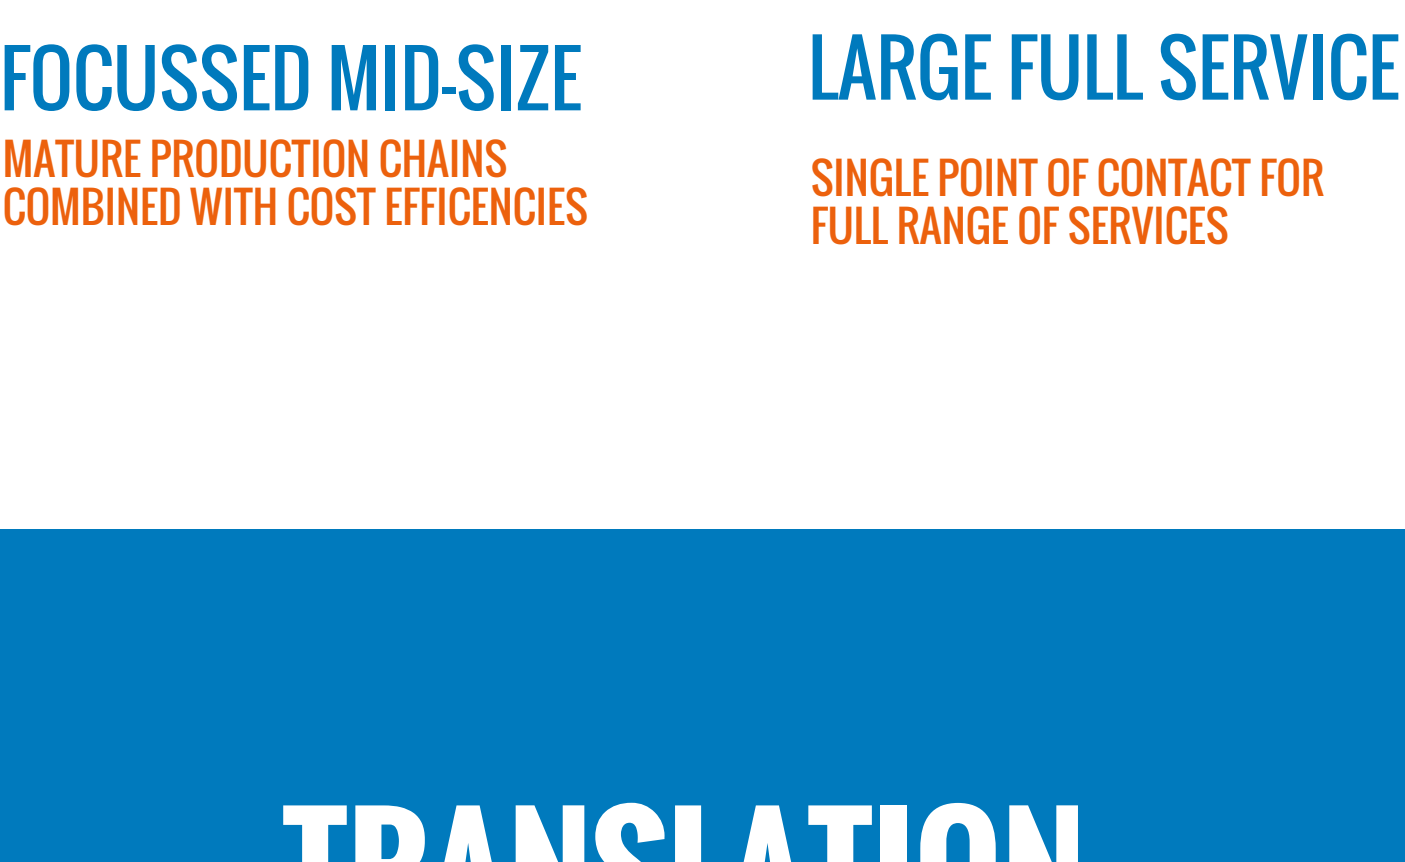 FOCUSSED MID-SIZE
MATURE PRODUCTION CHAINS
COMBINED WITH COST EFFICENCIES
LARGE FULL SERVICE
SINGLE POINT OF CONTACT FOR
FULL RANGE OF SERVICES
TRANSLATION